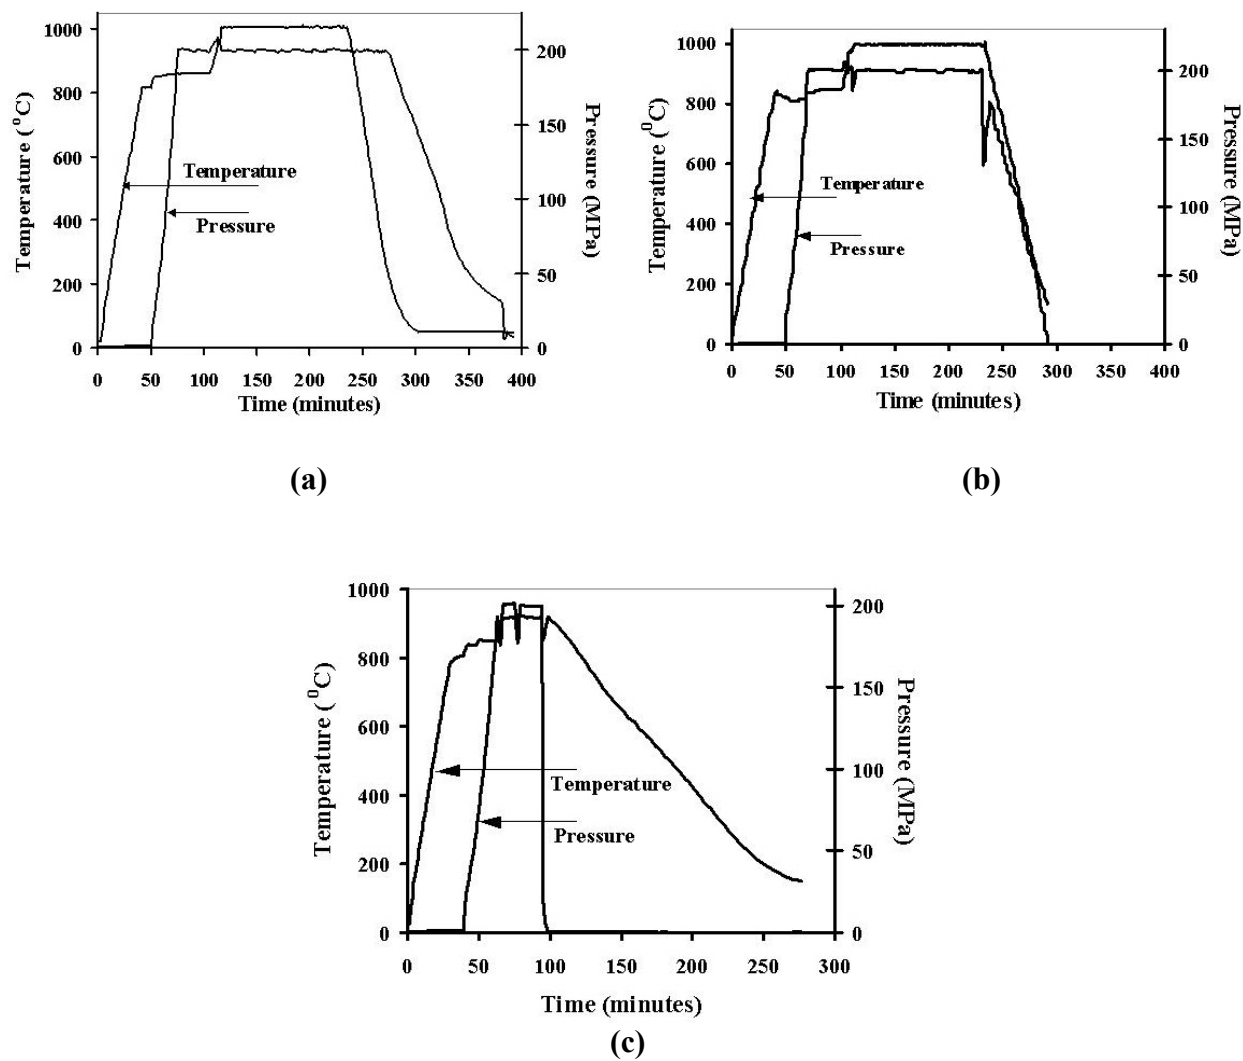 1000
800
600
400
200
0
Temperature ( ⁰C)
Temperature
Pressure
200
150
100
50
0
Pressure (MPa)
0 50 100 150 200 250 300 350 400
Time (minutes)
(a)
1000
800
600
400
200
0
Temperature (⁰C)
Temperature
Pressure
200
150
100
50
0
Pressure (MPa)
0 50 100 150 200 250 300 350 400
Time (minutes)
(b)
1000
800
600
400
200
0
Temperature ( ⁰C)
Temperature
Pressure
200
150
100
50
0
Pressure (MPa)
0 50 100 150 200 250 300
Time (minutes)
(c)